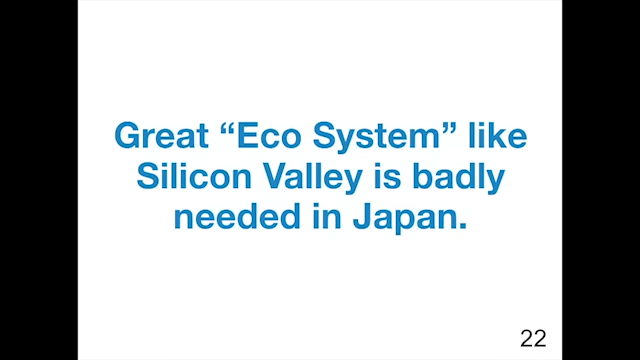 Great “Eco System” like
Silicon Valley is badly
needed in Japan.
22